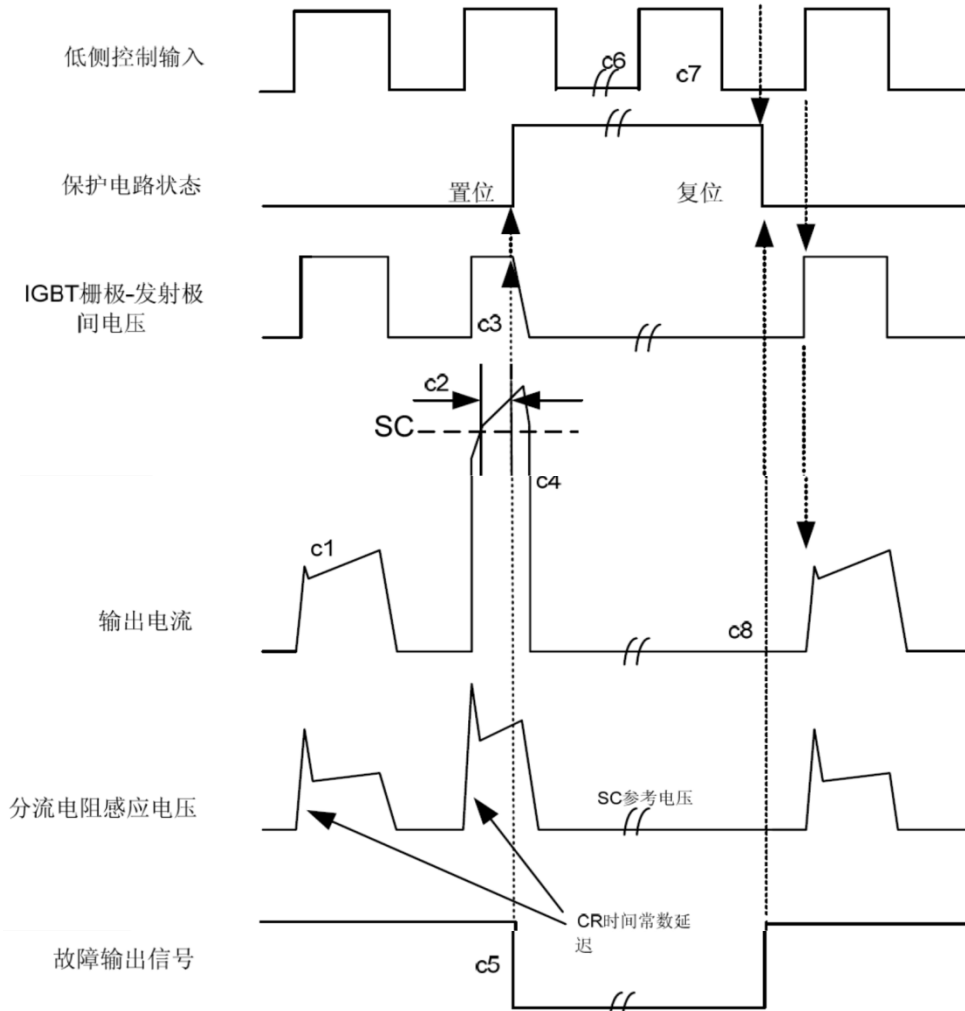 低侧控制输入
c6
c7
保护电路状态
置位
复位
IGBT栅极-发射极
间电压
c3
c2
SC
c4
c1
输出电流
c8
分流电阻感应电压
SC参考电压
CR时间常数延
迟
故障输出信号
c5